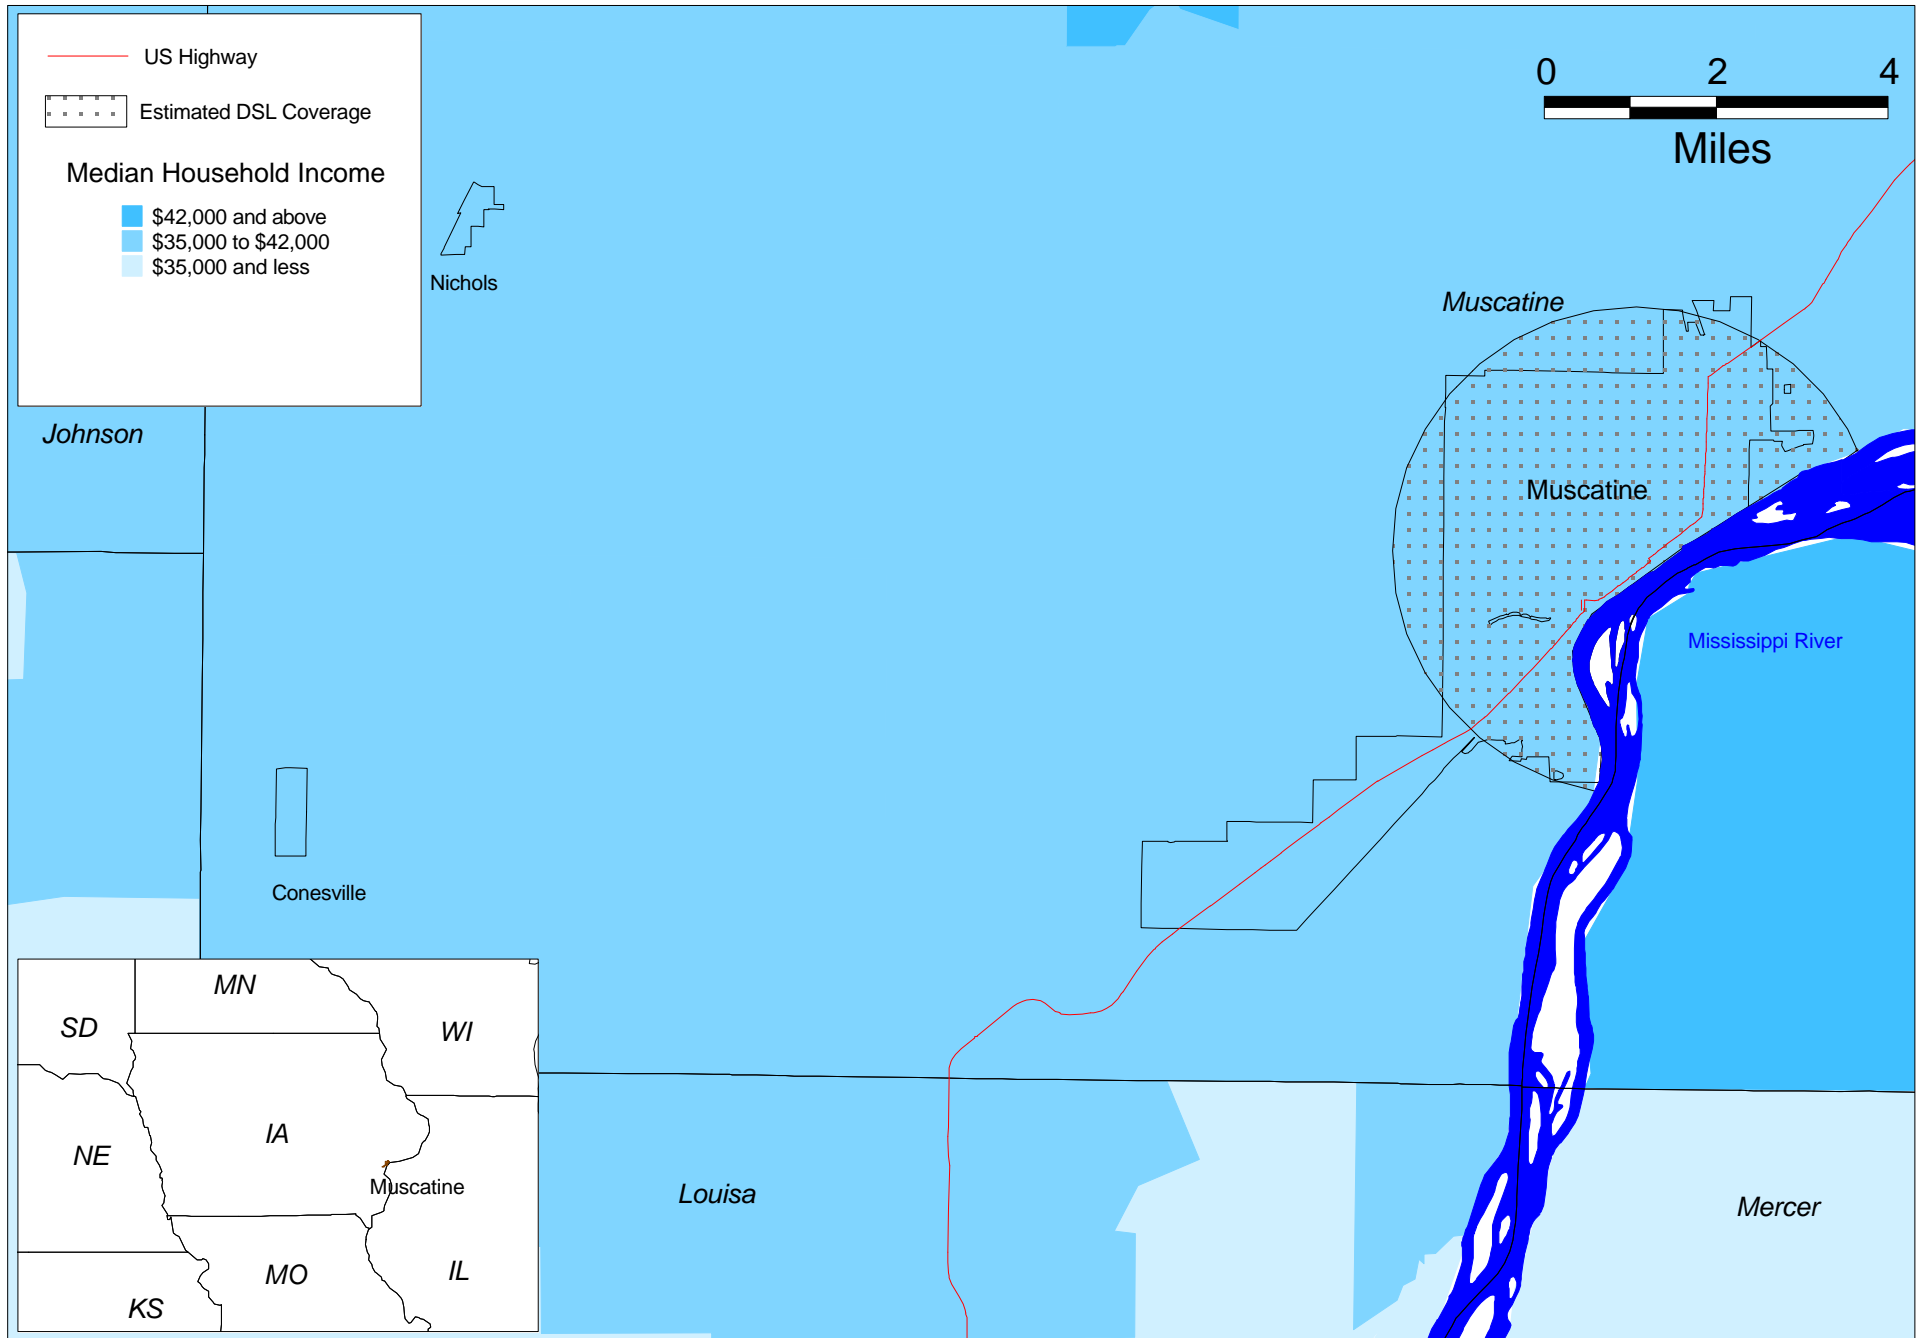 US Highway
Estimated DSL Coverage
Median Household Income
$42,000 and above
$35,000 to $42,000
$35,000 and less
0 2 4
Miles
Nichols
Muscatine
Johnson
Muscatine
Mississippi River
Conesville
MN
SD
WI
IA
NE
Muscatine
MO
IL
KS
Louisa
Mercer